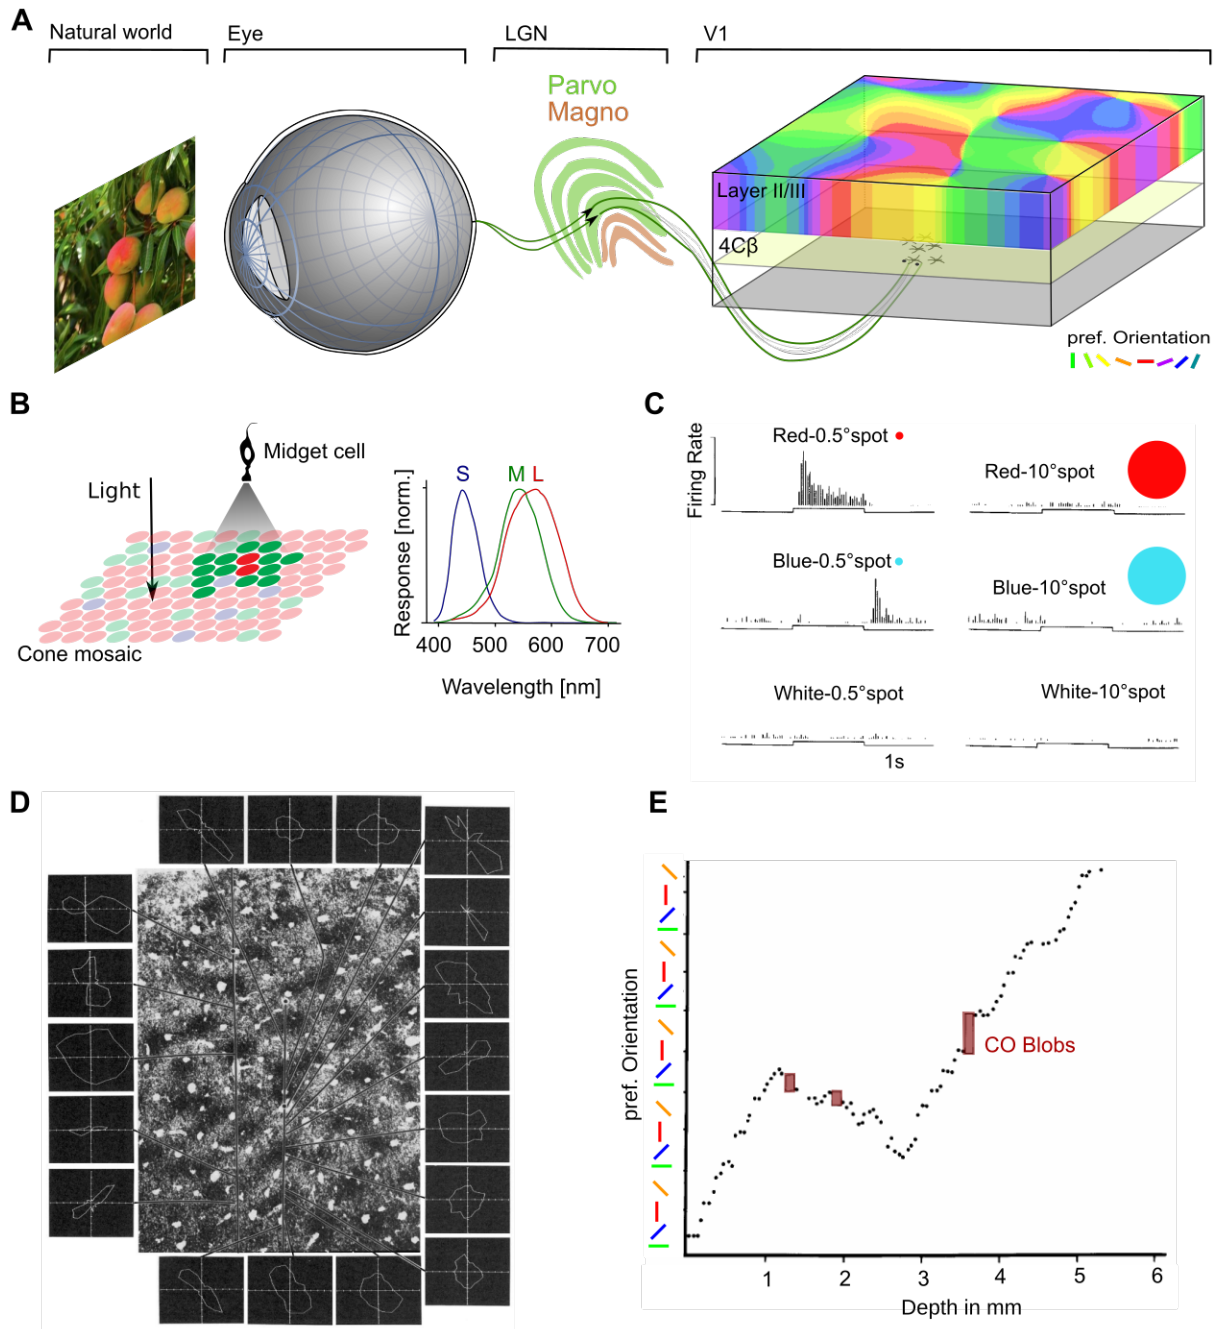 A
Natural world
Eye
LGN
V1
Parvo
Magno
Layer II/III
4Cβ
pref. Orientation
B
Midget cell
Light
Cone mosaic
Response [norm.]
S
M
L
400
500
600
700
Wavelength [nm]
C
Firing Rate
Red-0.5°spot
Red-10°spot
Blue-0.5°spot
Blue-10°spot
White-0.5°spot
White-10°spot
1s
D
E
pref. Orientation
CO Blobs
1
2
3
4
5
6
Depth in mm